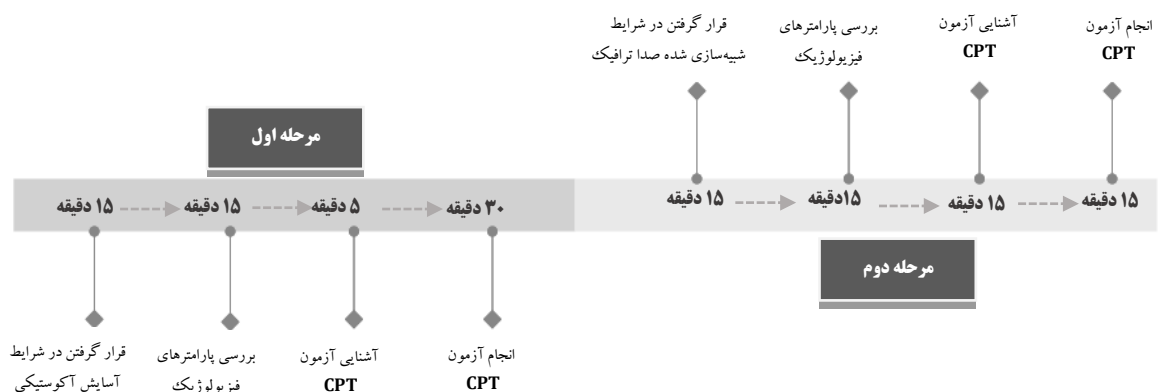 قرار گرفتن در شرایط
شبیه‌سازی شده صدا ترافیک
بررسی پارامترهای
فیزیولوژیک
آشنایی آزمون
CPT
انجام آزمون
CPT
مرحله اول
۱۵ دقیقه
۱۵ دقیقه
۵ دقیقه
۳۰ دقیقه
۱۵ دقیقه
۱۵دقیقه
۱۵ دقیقه
۱۵ دقیقه
مرحله دوم
قرار گرفتن در شرایط
آسایش آکوستیکی
بررسی پارامترهای
فیزیولوژیک
آشنایی آزمون
CPT
انجام آزمون
CPT